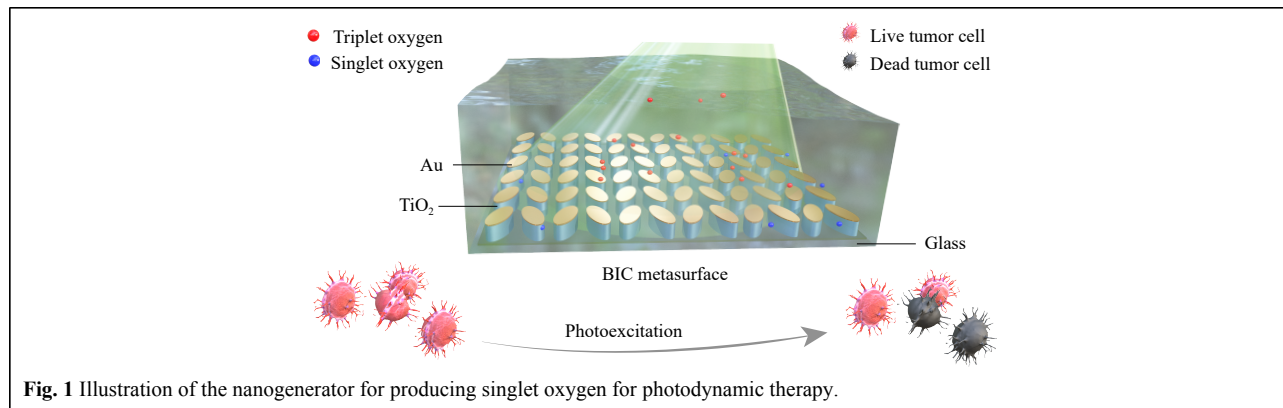 Triplet oxygen
Singlet oxygen
Live tumor cell
Dead tumor cell
Au
TiO₂
Glass
BIC metasurface
Photoexcitation
Fig. 1 Illustration of the nanogenerator for producing singlet oxygen for photodynamic therapy.